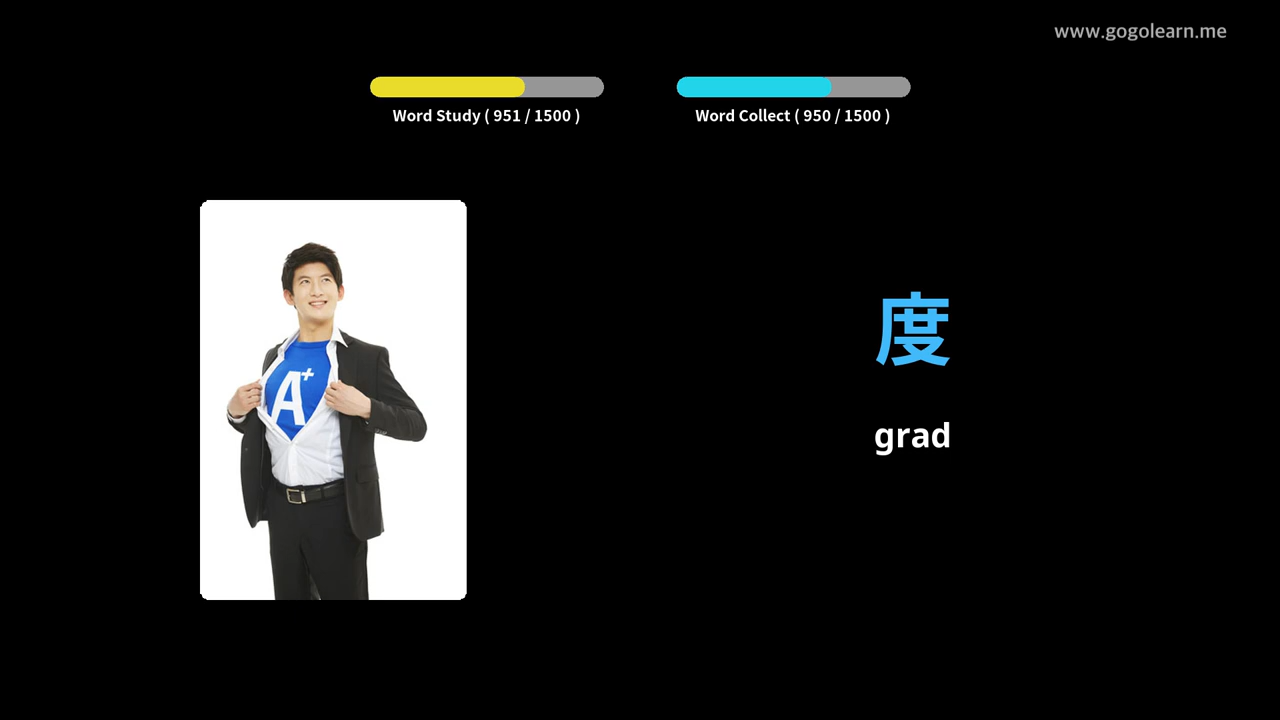 www.gogolearn.me
Word Study ( 951 / 1500 )
Word Collect ( 950 / 1500 )
A+
度
grad